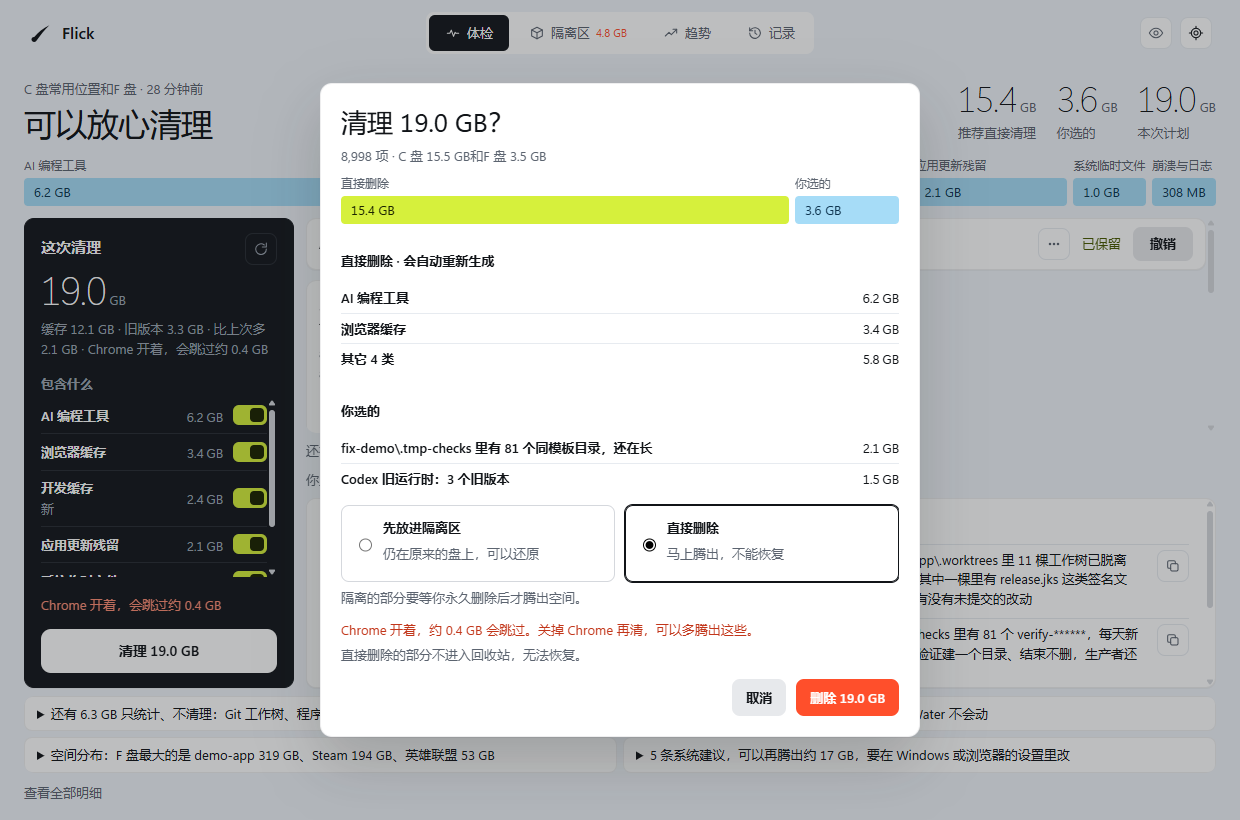 Flick
体检
隔离区 4.8 GB
趋势
记录
C 盘常用位置和F 盘 · 28 分钟前
可以放心清理
15.4 GB
推荐直接清理
3.6 GB
你选的
19.0 GB
本次计划
AI 编程工具
6.2 GB
应用更新残留
2.1 GB
系统临时文件
1.0 GB
崩溃与日志
308 MB
这次清理
19.0 GB
缓存 12.1 GB · 旧版本 3.3 GB · 比上次多
2.1 GB · Chrome 开着，会跳过约 0.4 GB
包含什么
AI 编程工具 6.2 GB
浏览器缓存 3.4 GB
开发缓存 2.4 GB
新
应用更新残留 2.1 GB
Chrome 开着，会跳过约 0.4 GB
清理 19.0 GB
已保留
撤销
清理 19.0 GB?
8,998 项 · C 盘 15.5 GB和F 盘 3.5 GB
直接删除
15.4 GB
你选的
3.6 GB
直接删除 · 会自动重新生成
AI 编程工具 6.2 GB
浏览器缓存 3.4 GB
其它 4 类 5.8 GB
你选的
fix-demo\.tmp-checks 里有 81 个同模板目录，还在长 2.1 GB
Codex 旧运行时：3 个旧版本 1.5 GB
先放进隔离区
仍在原来的盘上，可以还原
直接删除
马上腾出，不能恢复
隔离的部分要等你永久删除后才腾出空间。
Chrome 开着，约 0.4 GB 会跳过。关掉 Chrome 再清，可以多腾出这些。
直接删除的部分不进入回收站，无法恢复。
取消
删除 19.0 GB
还
你
pp\.worktrees 里 11 棵工作树已脱离
其中一棵里有 release.jks 这类签名文
有没有未提交的改动
hecks 里有 81 个 verify-******，每天新
验证建一个目录、结束不删，生产者还
还有 6.3 GB 只统计、不清理：Git 工作树、程序
Vater 不会动
空间分布：F 盘最大的是 demo-app 319 GB、Steam 194 GB、英雄联盟 53 GB
5 条系统建议，可以再腾出约 17 GB，要在 Windows 或浏览器的设置里改
查看全部明细